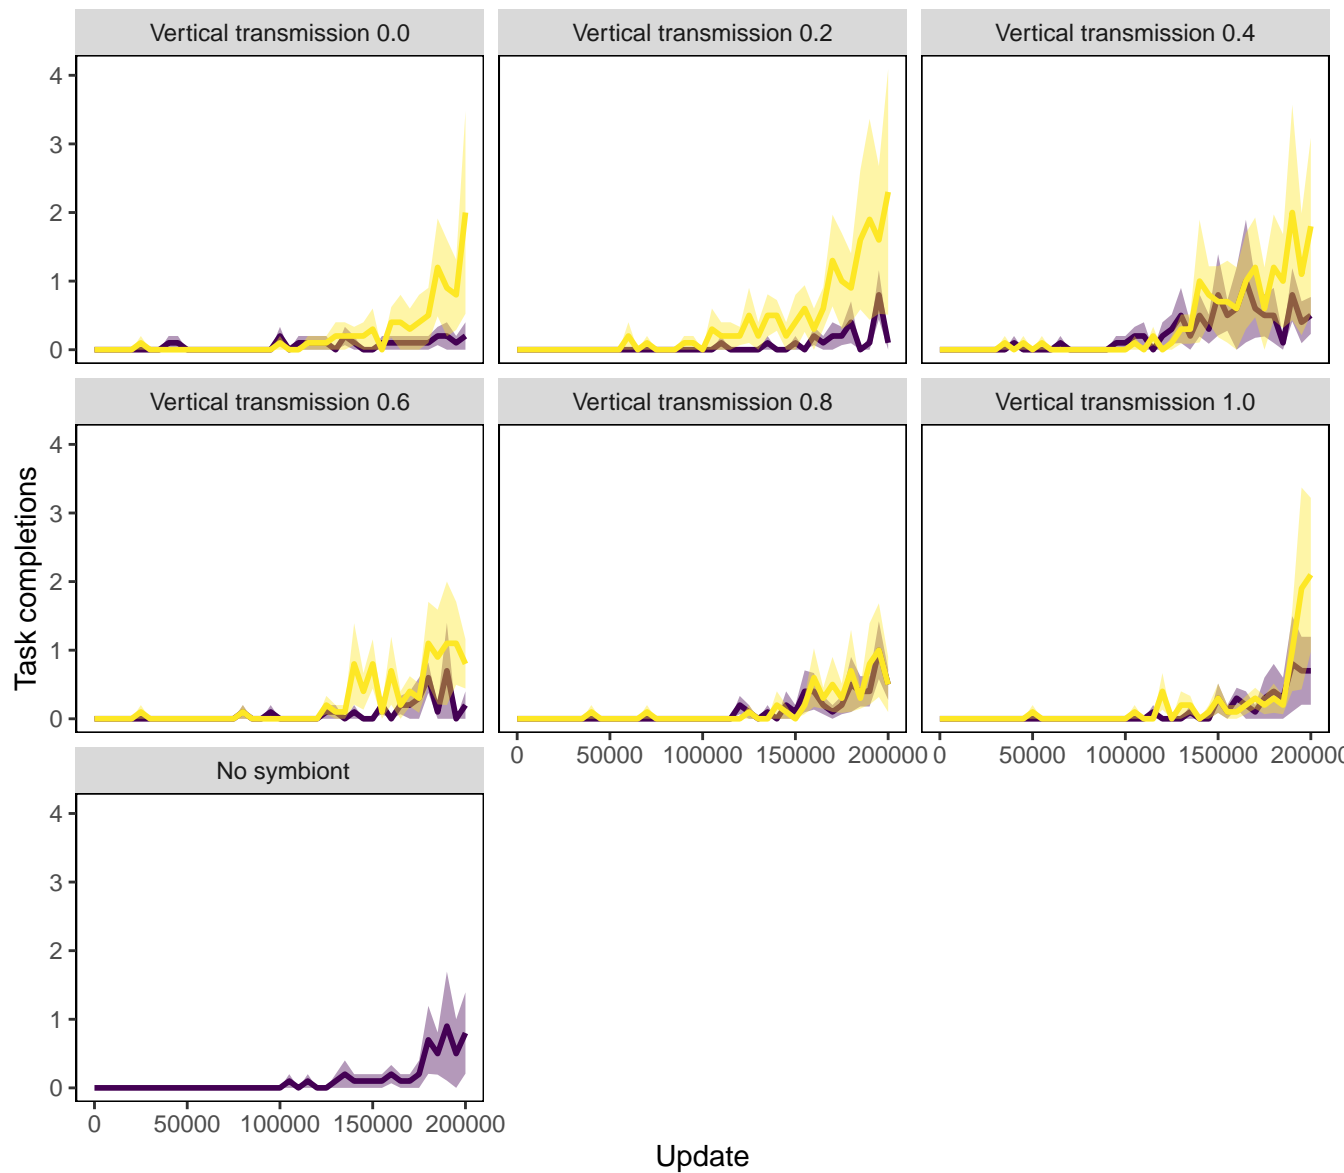 Vertical transmission 0.0
Vertical transmission 0.2
Vertical transmission 0.4
4
3
2
1
0
Vertical transmission 0.6
Vertical transmission 0.8
Vertical transmission 1.0
4
3
2
1
0
0 50000 100000 150000 200000
0 50000 100000 150000 200000
No symbiont
4
3
2
1
0
0 50000 100000 150000 200000
Task completions
Update